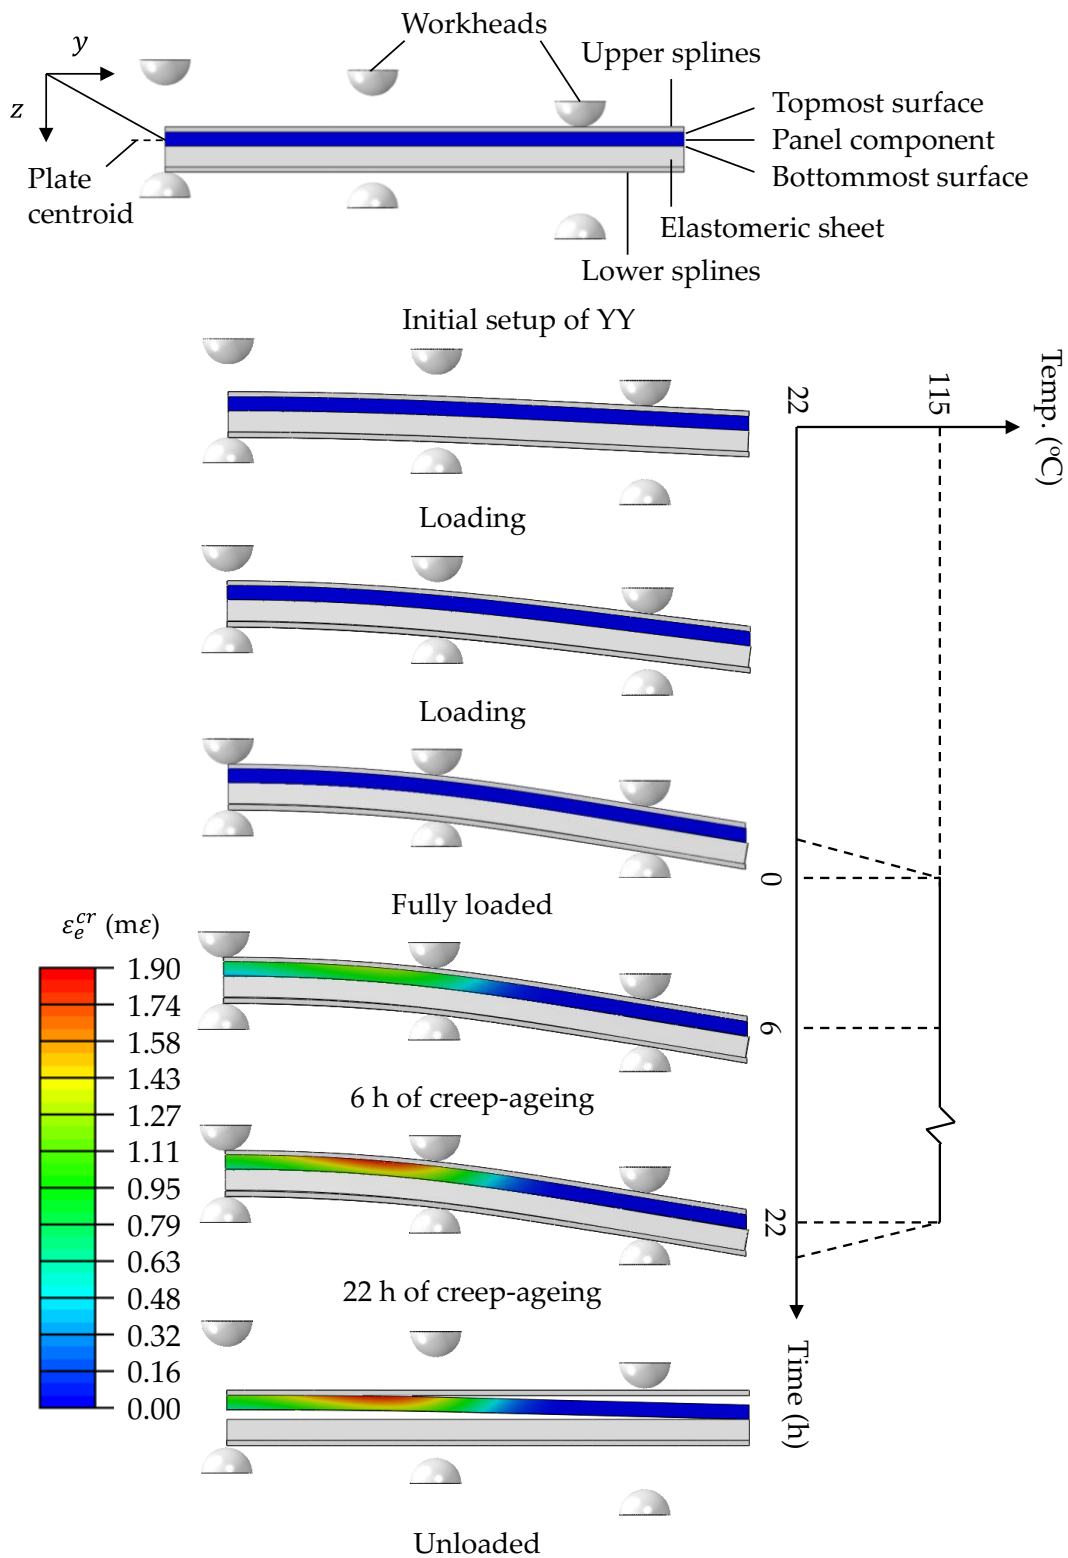 Workheads
y
Upper splines
z
Topmost surface
Panel component
Bottommost surface
Plate
centroid
Elastomeric sheet
Lower splines
Initial setup of YY
Temp. (ºC)
22
115
Loading
Loading
0
Fully loaded
ε_e^cr (mε)
1.90
1.74
1.58
1.43
1.27
1.11
0.95
0.79
0.63
0.48
0.32
0.16
0.00
6
6 h of creep-ageing
22
22 h of creep-ageing
Time (h)
Unloaded